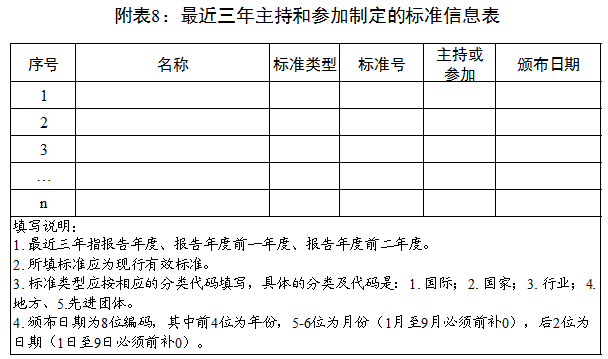 附表8：最近三年主持和参加制定的标准信息表
序号 名称 标准类型 标准号 主持或参加 颁布日期
1
2
3
…
n
填写说明：
1. 最近三年指报告年度、报告年度前一年度、报告年度前二年度。
2. 所填标准应为现行有效标准。
3. 标准类型应按相应的分类代码填写，具体的分类及代码是：1. 国际；2. 国家；3. 行业；4.
地方、5.先进团体。
4. 颁布日期为8位编码，其中前4位为年份，5-6位为月份（1月至9月必须前补0），后2位为
日期（1日至9日必须前补0）。